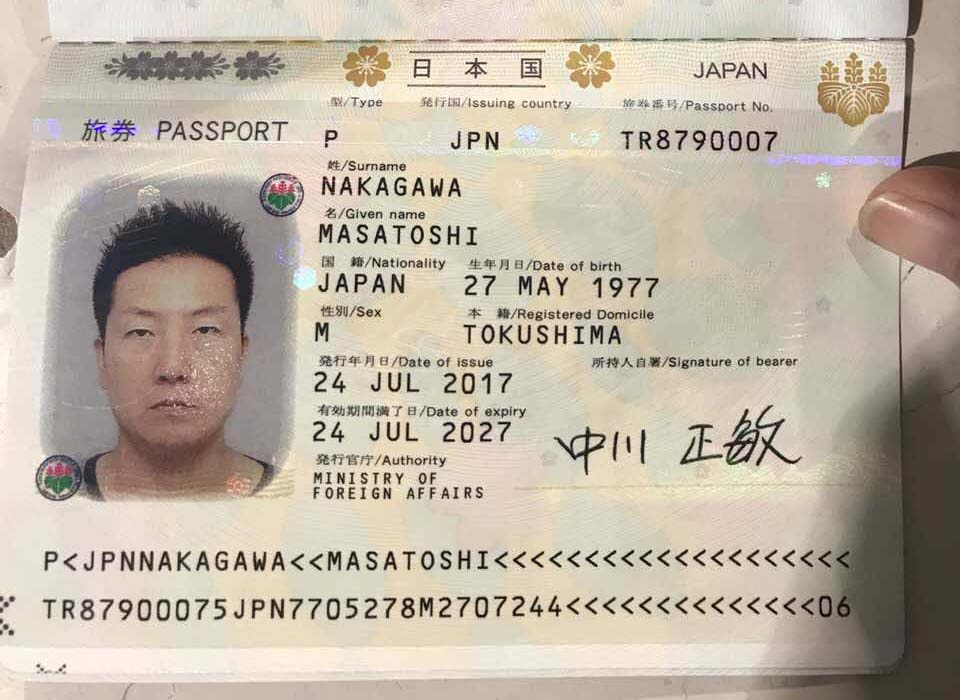 日本国
JAPAN
旅券 PASSPORT
型/Type 発行国/Issuing country 旅券番号/Passport No.
P JPN TR8790007
姓/Surname
NAKAGAWA
名/Given name
MASATOSHI
国 籍/Nationality 生年月日/Date of birth
JAPAN 27 MAY 1977
性別/Sex 本 籍/Registered Domicile
M TOKUSHIMA
発行年月日/Date of issue 所持人自署/Signature of bearer
24 JUL 2017
有効期間満了日/Date of expiry
24 JUL 2027
中川 正敏
発行官庁/Authority
MINISTRY OF
FOREIGN AFFAIRS
P<JPNNAKAGAWA<<MASATOSHI<<<<<<<<<<<<<<<<<<<<
TR87900075JPN7705278M2707244<<<<<<<<<<<<<<06